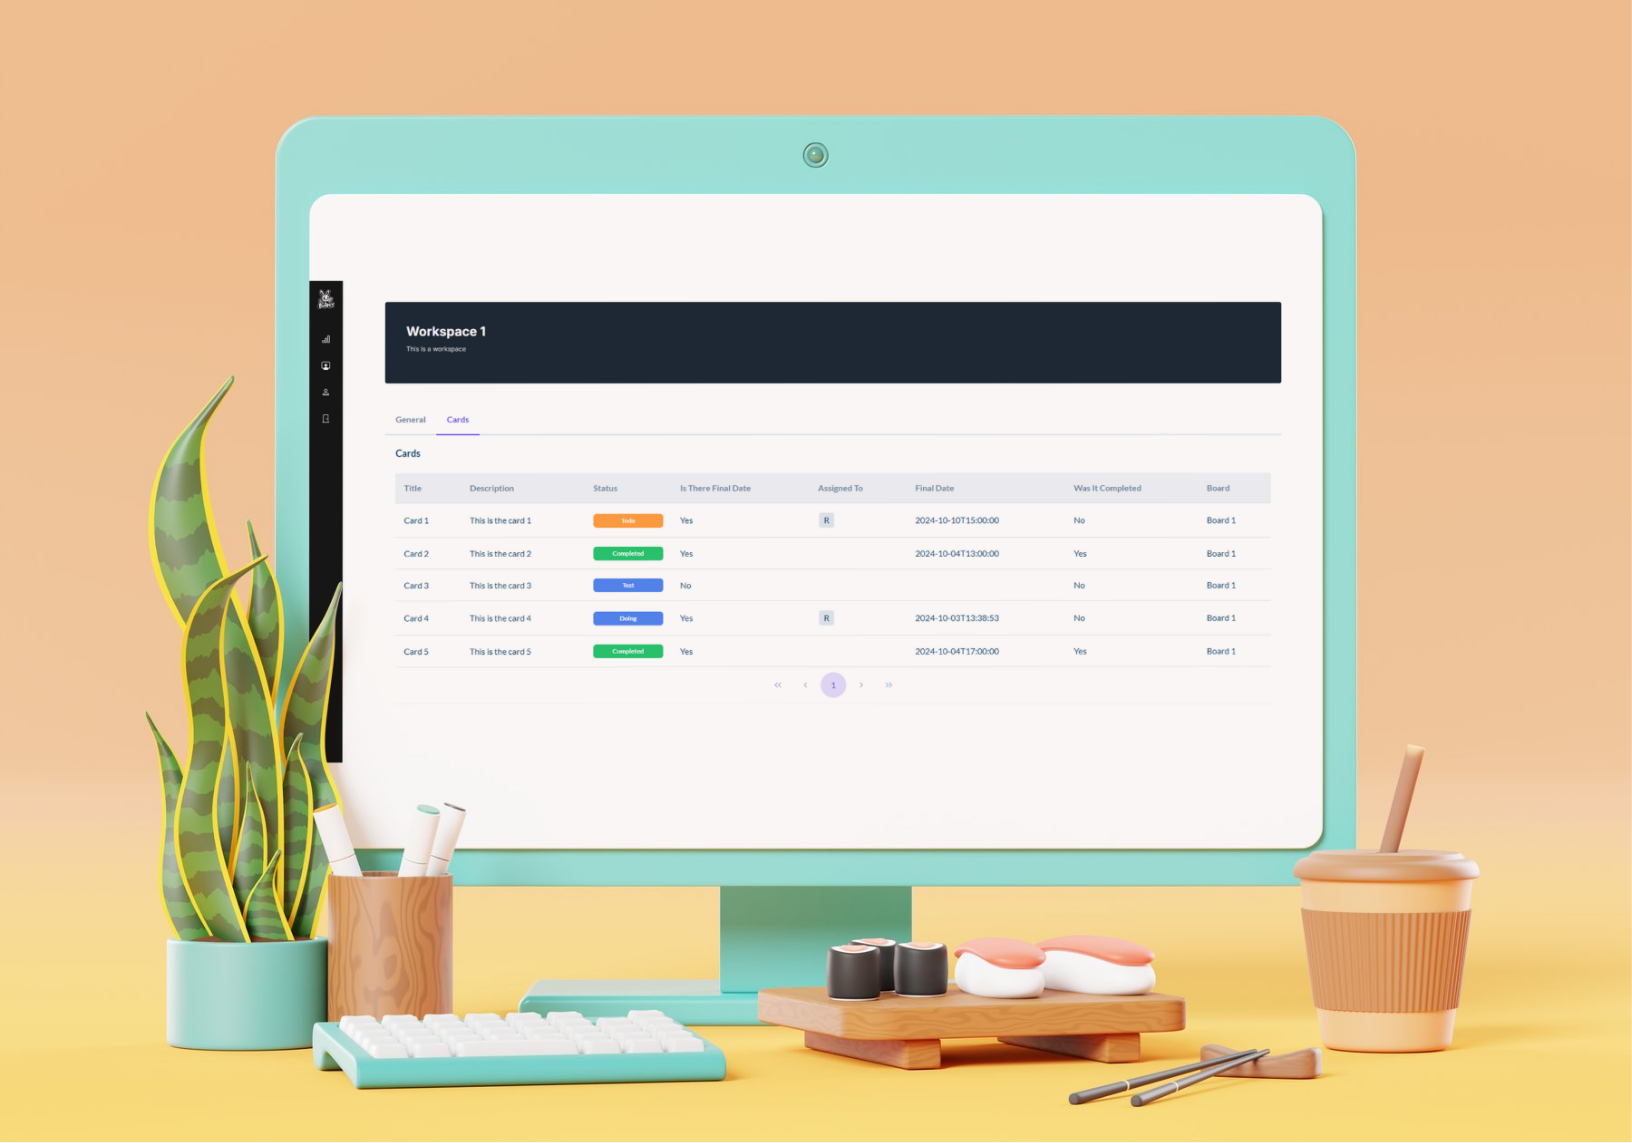 Workspace 1
This is a workspace
General Cards
Cards
Title Description Status Is There Final Date Assigned To Final Date Was It Completed Board
Card 1 This is the card 1 Todo Yes R 2024-10-10T15:00:00 No Board 1
Card 2 This is the card 2 Completed Yes 2024-10-04T13:00:00 Yes Board 1
Card 3 This is the card 3 Test No No Board 1
Card 4 This is the card 4 Doing Yes R 2024-10-03T13:38:53 No Board 1
Card 5 This is the card 5 Completed Yes 2024-10-04T17:00:00 Yes Board 1
« ‹ 1 › »